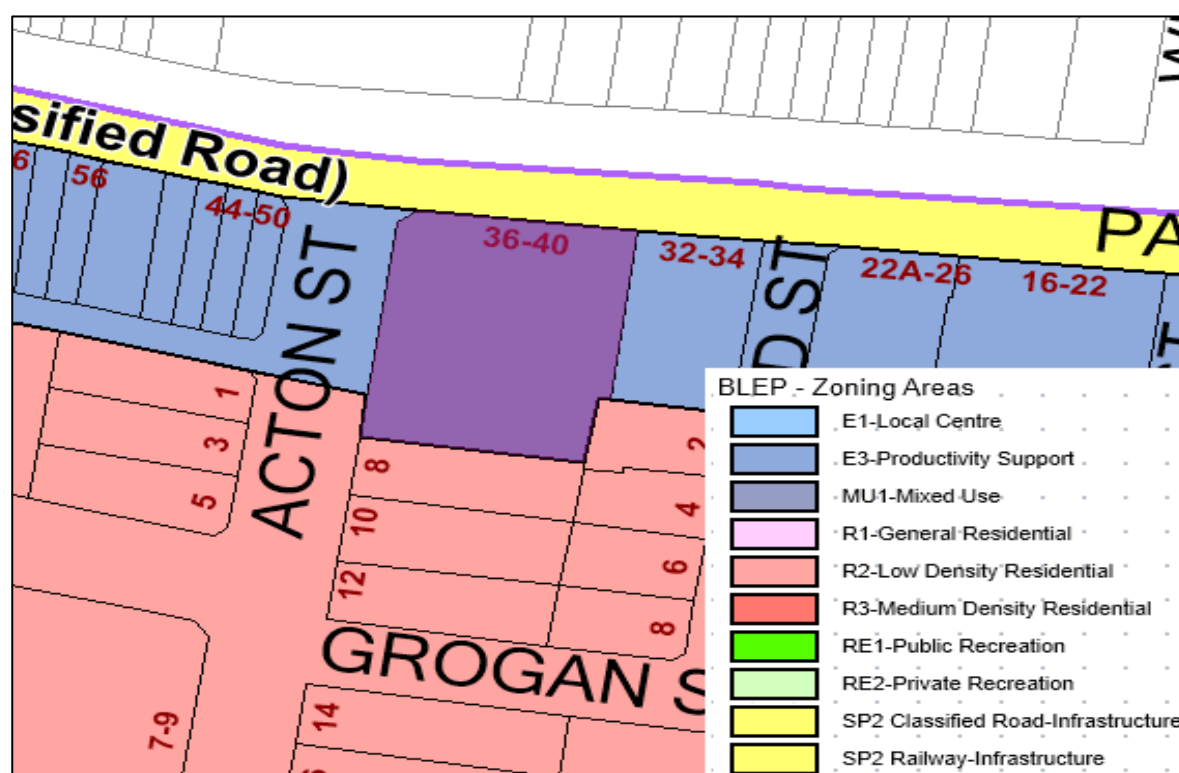 sified Road)
6
56
44-50
36-40
32-34
22A-26
16-22
PA
ACTON ST
D ST
ST
1
3
5
8
10
12
2
4
6
8
GROGAN S
14
7-9
BLEP - Zoning Areas
E1-Local Centre
E3-Productivity Support
MU1-Mixed Use
R1-General Residential
R2-Low Density Residential
R3-Medium Density Residential
RE1-Public Recreation
RE2-Private Recreation
SP2 Classified Road-Infrastructure
SP2 Railway-Infrastructure